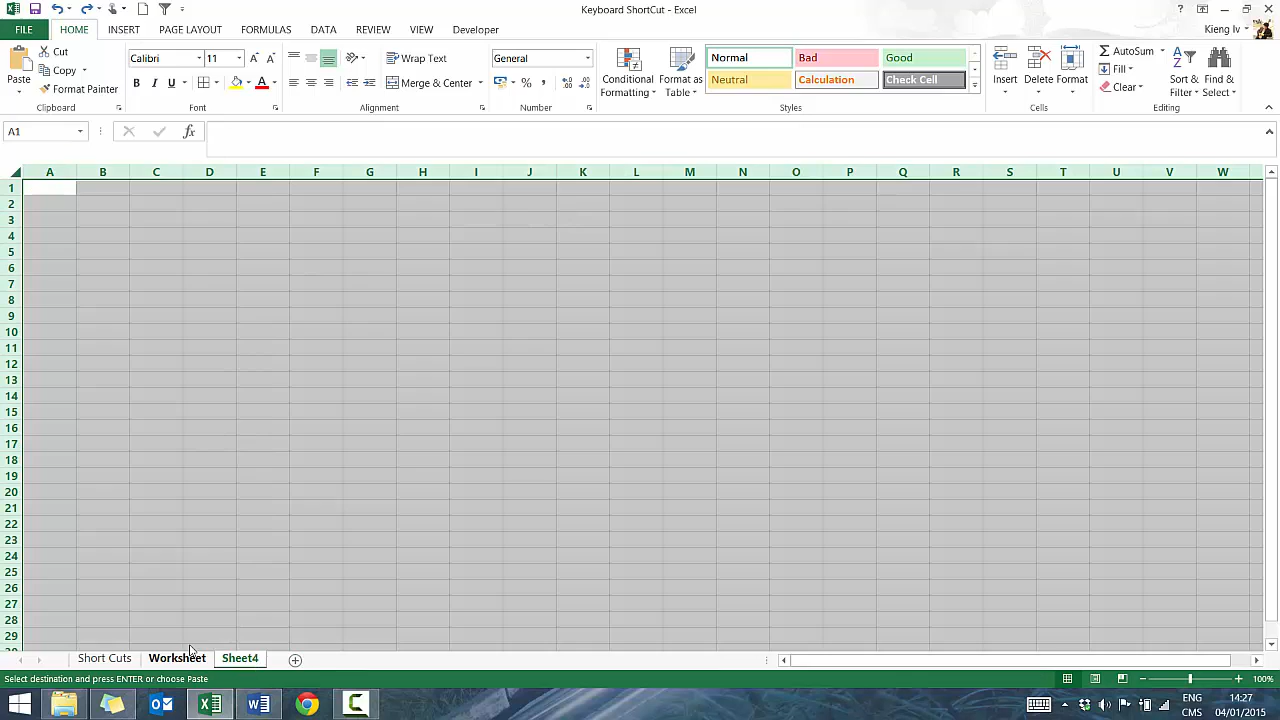 Keyboard ShortCut - Excel
FILE HOME INSERT PAGE LAYOUT FORMULAS DATA REVIEW VIEW Developer Kieng Iv
Paste Cut Copy Format Painter
Calibri 11
B I U
Wrap Text
Merge & Center
General
%
Conditional Formatting
Format as Table
Normal Bad Good
Neutral Calculation Check Cell
Insert Delete Format
AutoSum
Fill
Clear
Sort & Filter
Find & Select
Clipboard Font Alignment Number Styles Cells Editing
A1 fx
A B C D E F G H I J K L M N O P Q R S T U V W
1
2
3
4
5
6
7
8
9
10
11
12
13
14
15
16
17
18
19
20
21
22
23
24
25
26
27
28
29
Short Cuts Worksheet Sheet4
Select destination and press ENTER or choose Paste 100%
ENG 14:27
CMS 04/01/2015